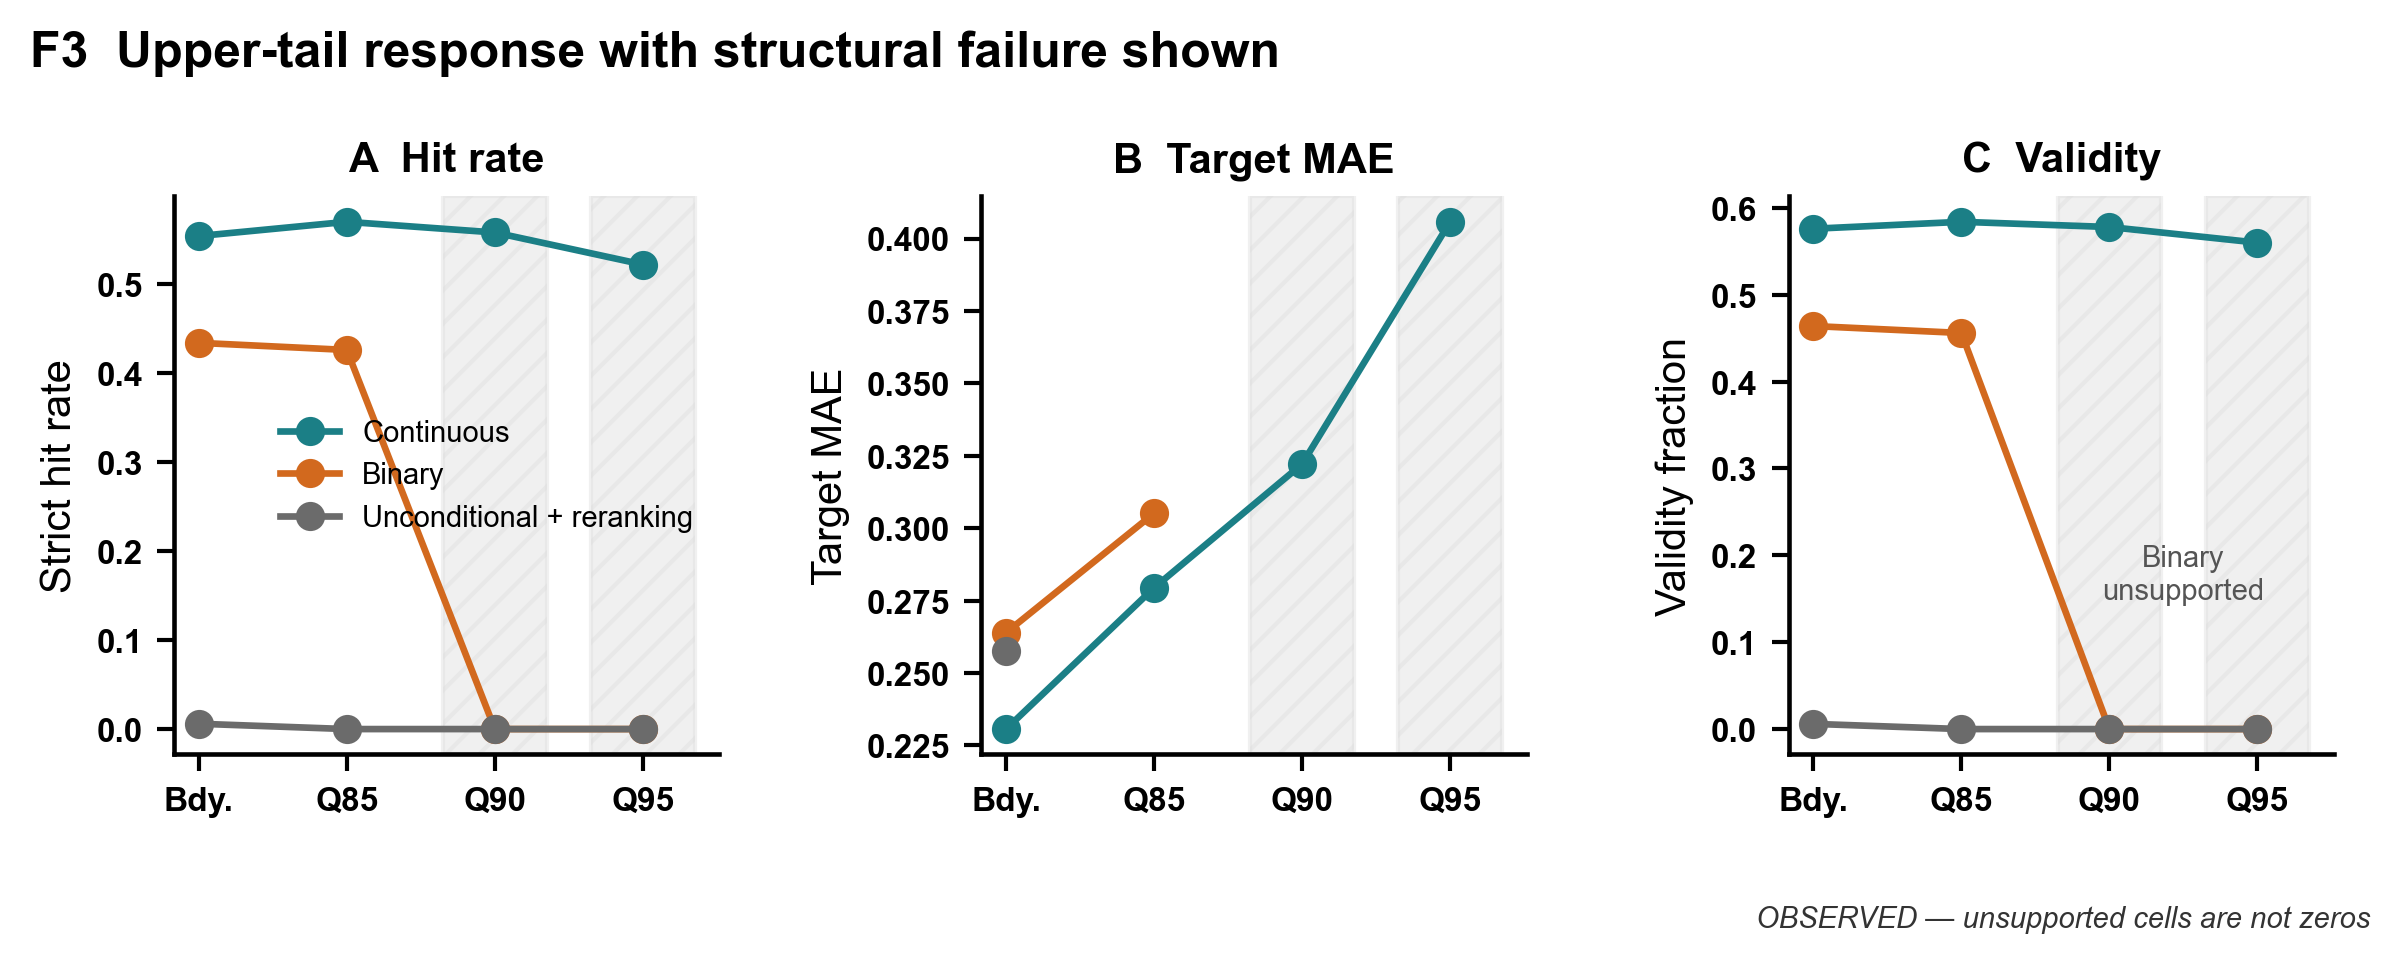 F3 Upper-tail response with structural failure shown
A Hit rate
Strict hit rate
0.5
0.4
0.3
0.2
0.1
0.0
Continuous
Binary
Unconditional + reranking
Bdy. Q85 Q90 Q95
B Target MAE
Target MAE
0.400
0.375
0.350
0.325
0.300
0.275
0.250
0.225
Bdy. Q85 Q90 Q95
C Validity
Validity fraction
0.6
0.5
0.4
0.3
0.2
0.1
0.0
Binary
unsupported
Bdy. Q85 Q90 Q95
OBSERVED — unsupported cells are not zeros